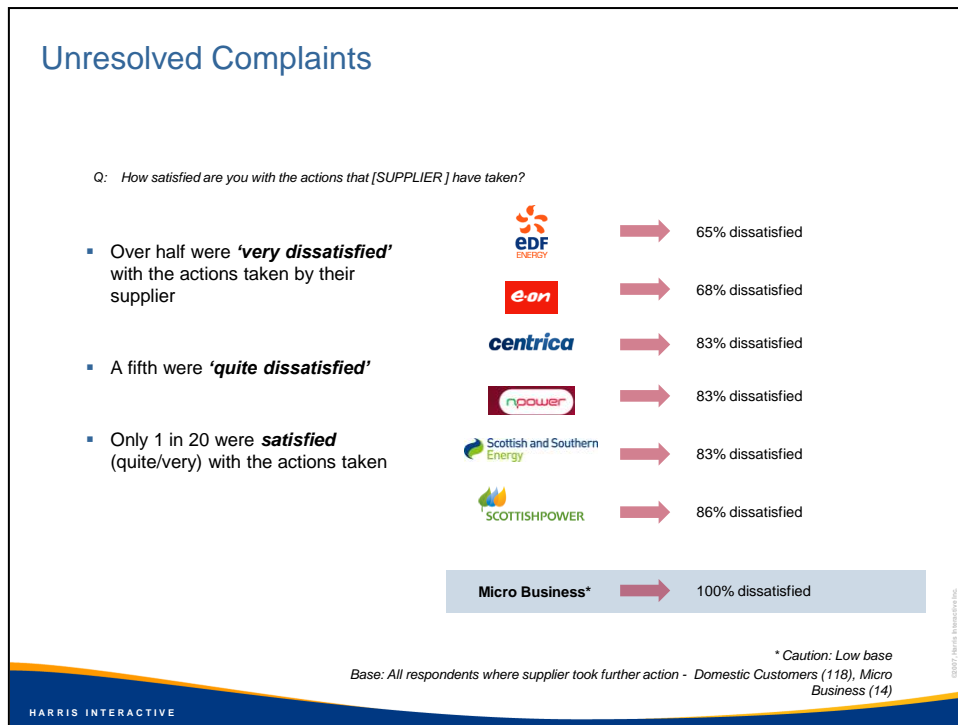 Unresolved Complaints
Q: How satisfied are you with the actions that [SUPPLIER ] have taken?
▪ Over half were ‘very dissatisfied’
with the actions taken by their
supplier
▪ A fifth were ‘quite dissatisfied’
▪ Only 1 in 20 were satisfied
(quite/very) with the actions taken
eDF
ENERGY
65% dissatisfied
e·on
68% dissatisfied
centrica
83% dissatisfied
npower
83% dissatisfied
Scottish and Southern
Energy
83% dissatisfied
SCOTTISHPOWER
86% dissatisfied
Micro Business*
100% dissatisfied
* Caution: Low base
Base: All respondents where supplier took further action - Domestic Customers (118), Micro
Business (14)
HARRIS INTERACTIVE
©2007, Harris Interactive Inc.